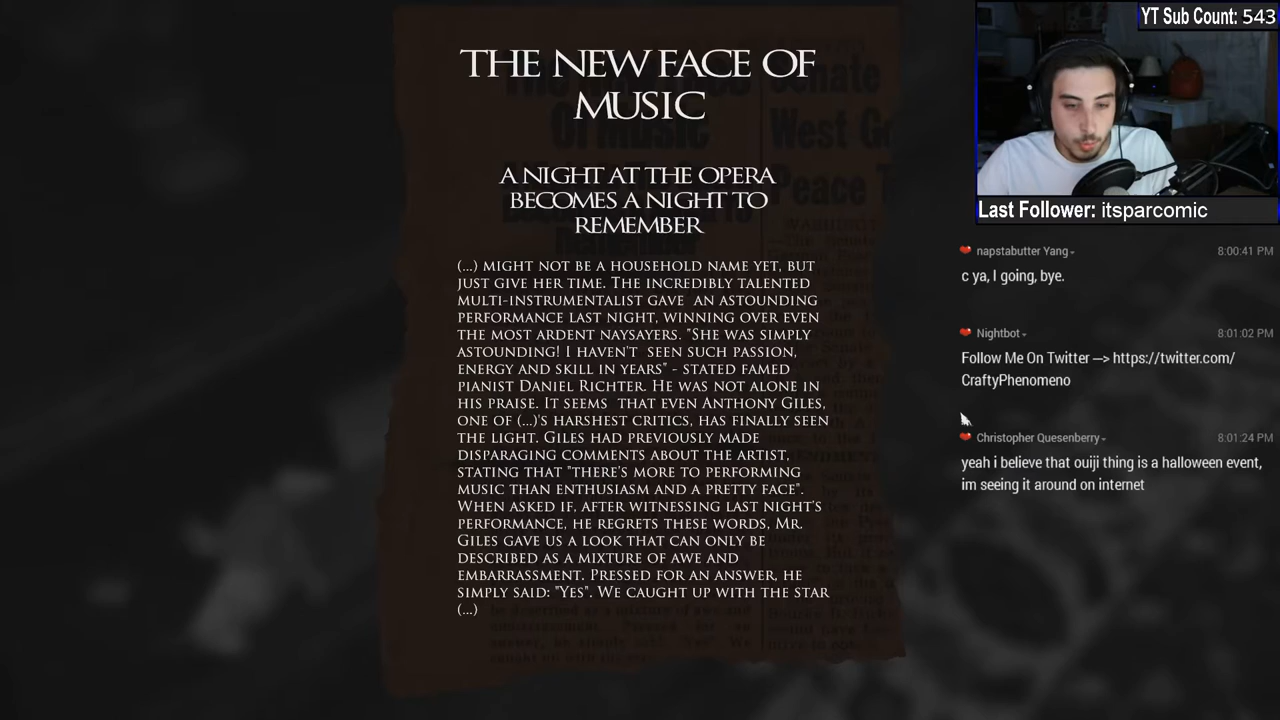 THE NEW FACE OF
MUSIC
A NIGHT AT THE OPERA
BECOMES A NIGHT TO
REMEMBER
(...) MIGHT NOT BE A HOUSEHOLD NAME YET, BUT
JUST GIVE HER TIME. THE INCREDIBLY TALENTED
MULTI-INSTRUMENTALIST GAVE AN ASTOUNDING
PERFORMANCE LAST NIGHT, WINNING OVER EVEN
THE MOST ARDENT NAYSAYERS. "SHE WAS SIMPLY
ASTOUNDING! I HAVEN'T SEEN SUCH PASSION,
ENERGY AND SKILL IN YEARS" - STATED FAMED
PIANIST DANIEL RICHTER. HE WAS NOT ALONE IN
HIS PRAISE. IT SEEMS THAT EVEN ANTHONY GILES,
ONE OF (...)'S HARSHEST CRITICS, HAS FINALLY SEEN
THE LIGHT. GILES HAD PREVIOUSLY MADE
DISPARAGING COMMENTS ABOUT THE ARTIST,
STATING THAT "THERE'S MORE TO PERFORMING
MUSIC THAN ENTHUSIASM AND A PRETTY FACE".
WHEN ASKED IF, AFTER WITNESSING LAST NIGHT'S
PERFORMANCE, HE REGRETS THESE WORDS, MR.
GILES GAVE US A LOOK THAT CAN ONLY BE
DESCRIBED AS A MIXTURE OF AWE AND
EMBARRASSMENT. PRESSED FOR AN ANSWER, HE
SIMPLY SAID: "YES". WE CAUGHT UP WITH THE STAR
(...)
Senate
West Go
Peace T
YT Sub Count: 543
Last Follower: itsparcomic
napstabutter Yang 8:00:41 PM
c ya, I going, bye.
Nightbot 8:01:02 PM
Follow Me On Twitter --> https://twitter.com/
CraftyPhenomeno
Christopher Quesenberry 8:01:24 PM
yeah i believe that ouiji thing is a halloween event,
im seeing it around on internet